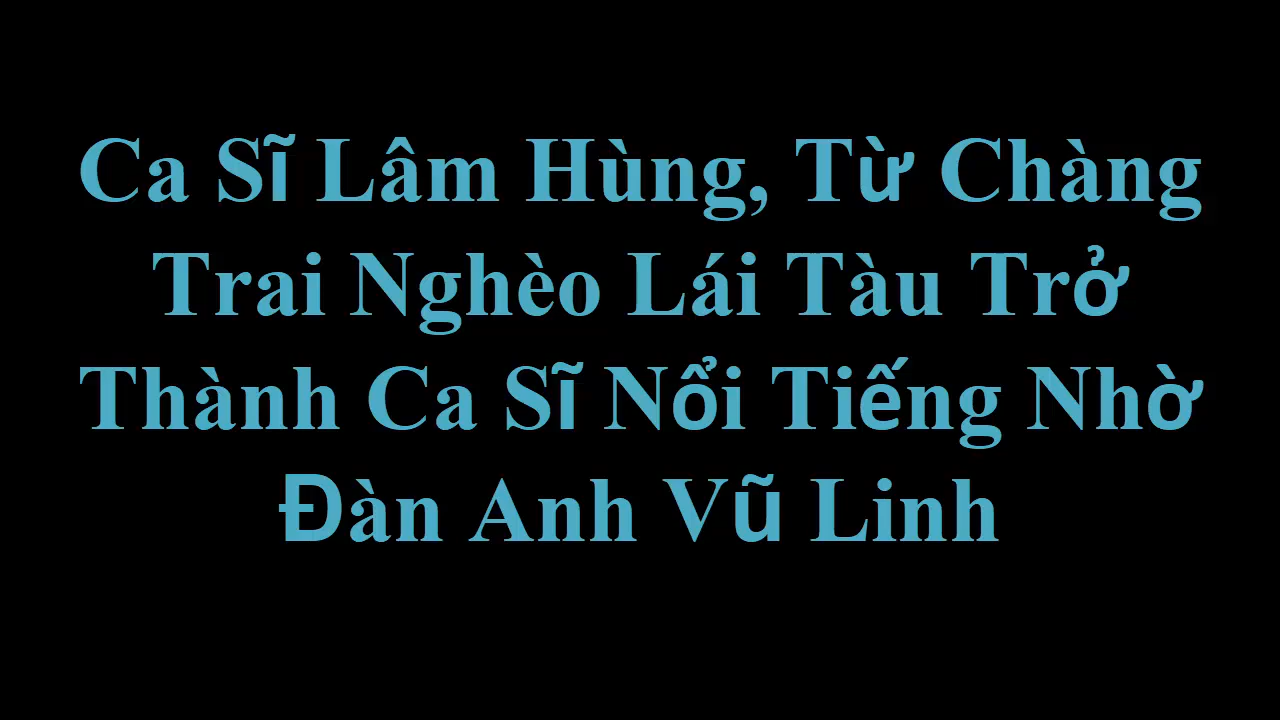 Ca Sĩ Lâm Hùng, Từ Chàng
Trai Nghèo Lái Tàu Trở
Thành Ca Sĩ Nổi Tiếng Nhờ
Đàn Anh Vũ Linh